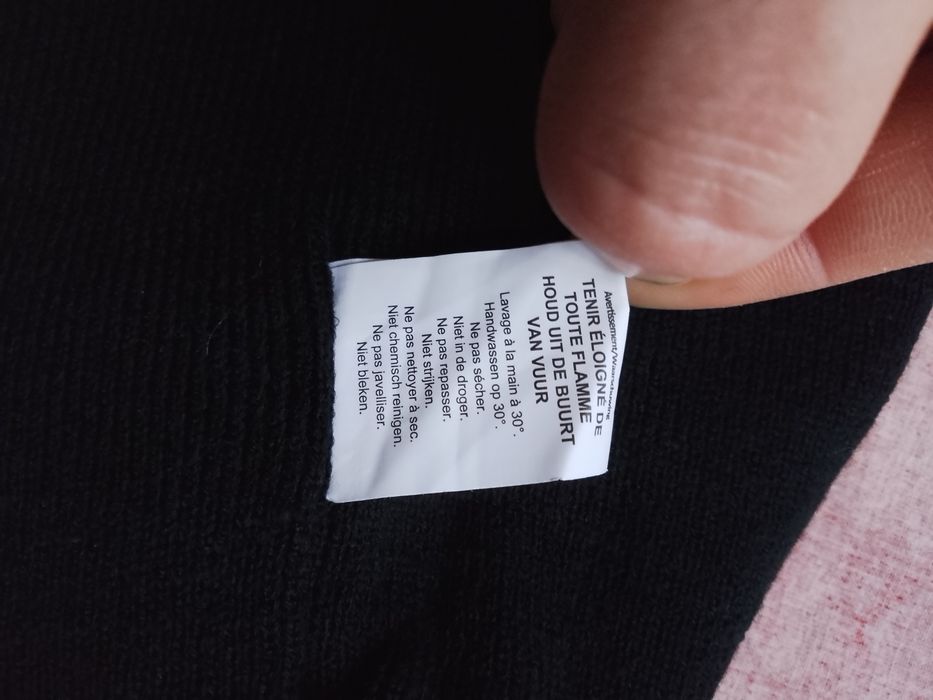 Avertissement/Waarschuwing
TENIR ÉLOIGNÉ DE
TOUTE FLAMME
HOUD UIT DE BUURT
VAN VUUR
Lavage à la main à 30°.
Handwassen op 30°.
Ne pas sécher.
Niet in de droger.
Ne pas repasser.
Niet strijken.
Ne pas nettoyer à sec.
Niet chemisch reinigen.
Ne pas javelliser.
Niet bleken.